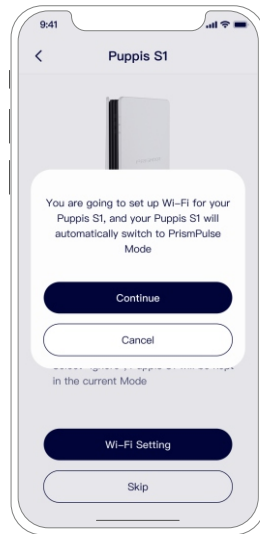 9:41
Puppis S1
You are going to set up Wi-Fi for your
Puppis S1, and your Puppis S1 will
automatically switch to PrismPulse
Mode
Continue
Cancel
in the current Mode
Wi-Fi Setting
Skip